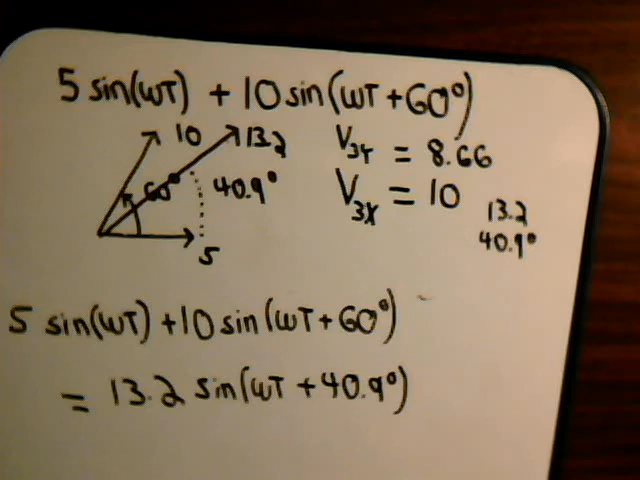 5 sin(ωT) + 10 sin(ωT + 60°)
10
13.2
60°
40.9°
5
V3Y = 8.66
V3X = 10
13.2
40.9°
5 sin(ωT) + 10 sin(ωT + 60°)
= 13.2 sin(ωT + 40.9°)